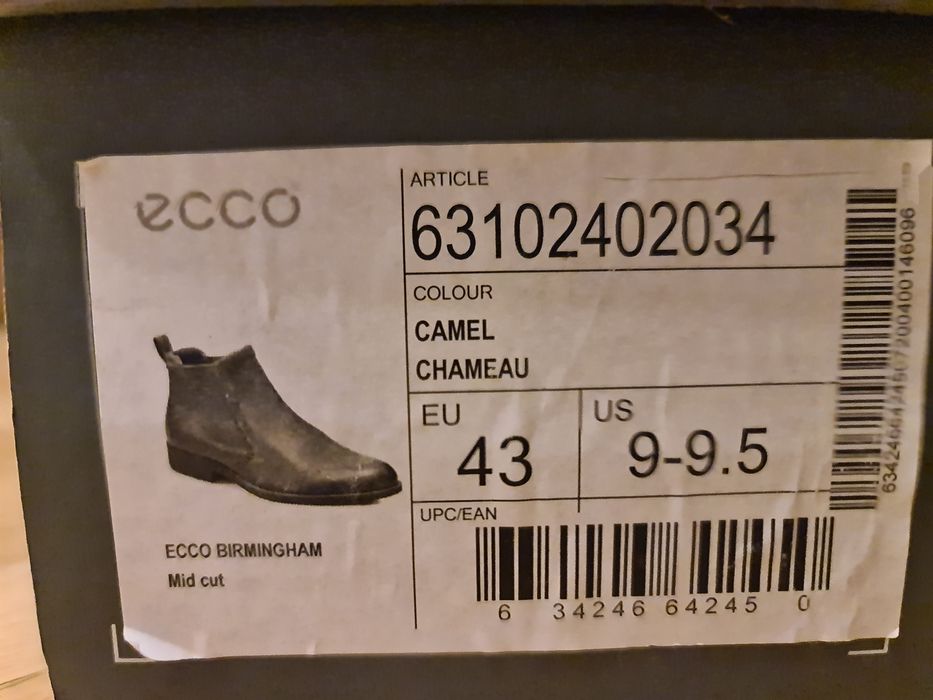 ecco
ECCO BIRMINGHAM
Mid cut
ARTICLE
63102402034
COLOUR
CAMEL
CHAMEAU
EU
43
US
9-9.5
UPC/EAN
6 34246 64245 0